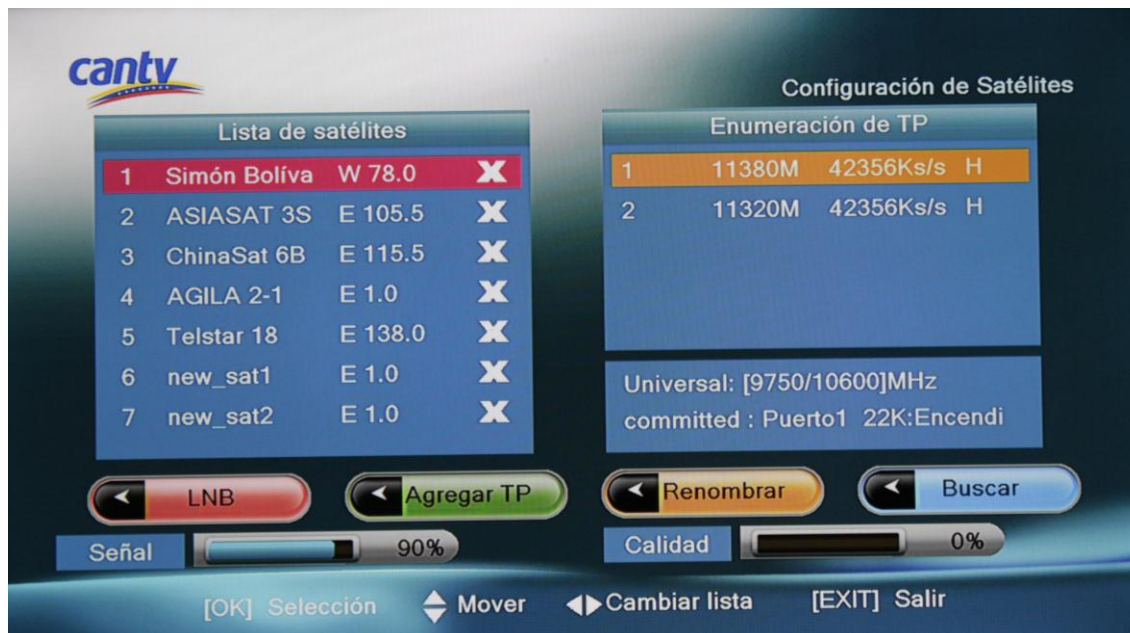 cantv
Configuración de Satélites
Lista de satélites
1 Simón Bolíva W 78.0 X
2 ASIASAT 3S E 105.5 X
3 ChinaSat 6B E 115.5 X
4 AGILA 2-1 E 1.0 X
5 Telstar 18 E 138.0 X
6 new_sat1 E 1.0 X
7 new_sat2 E 1.0 X
Enumeración de TP
1 11380M 42356Ks/s H
2 11320M 42356Ks/s H
Universal: [9750/10600]MHz
committed : Puerto1 22K:Encendi
LNB
Agregar TP
Renombrar
Buscar
Señal 90%
Calidad 0%
[OK] Selección Mover Cambiar lista [EXIT] Salir